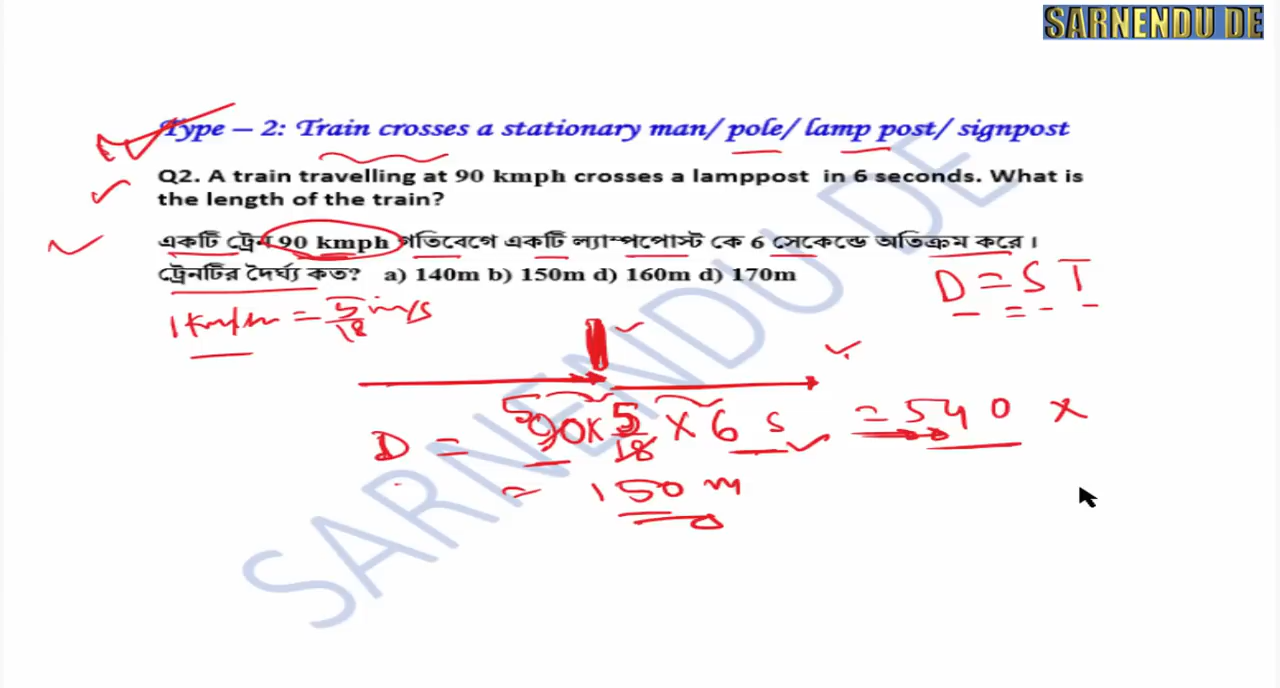 SARNENDU DE
Type – 2: Train crosses a stationary man/ pole/ lamp post/ signpost
Q2. A train travelling at 90 kmph crosses a lamppost in 6 seconds. What is
the length of the train?
একটি ট্রেন 90 kmph গতিবেগে একটি ল্যাম্পপোস্ট কে 6 সেকেন্ডে অতিক্রম করে।
ট্রেনটির দৈর্ঘ্য কত? a) 140m b) 150m d) 160m d) 170m
D = S T
1 Km/hr = 5/18 m/s
D = 90 x 5/18 x 6 s = 540 x
= 150 m
SARNENDU DE